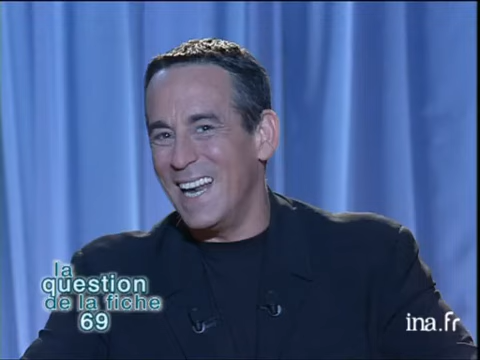 la
question
de la fiche
69
ina.fr